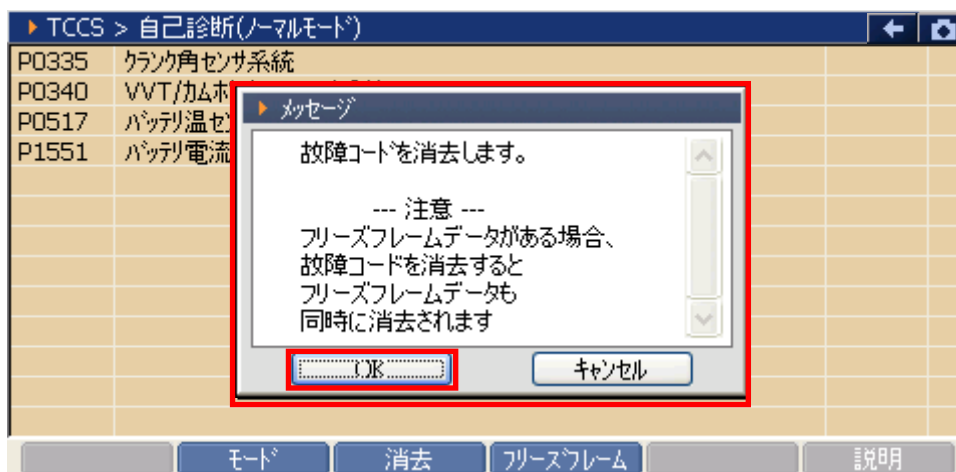 TCCS > 自己診断(ノーマルモード)
P0335 クランク角センサ系統
P0340 VVT/カムポ
P0517 バッテリ温セン
P1551 バッテリ電流
メッセージ
故障コードを消去します。
--- 注意 ---
フリーズフレームデータがある場合、
故障コードを消去すると
フリーズフレームデータも
同時に消去されます
OK キャンセル
モード 消去 フリーズフレーム 説明